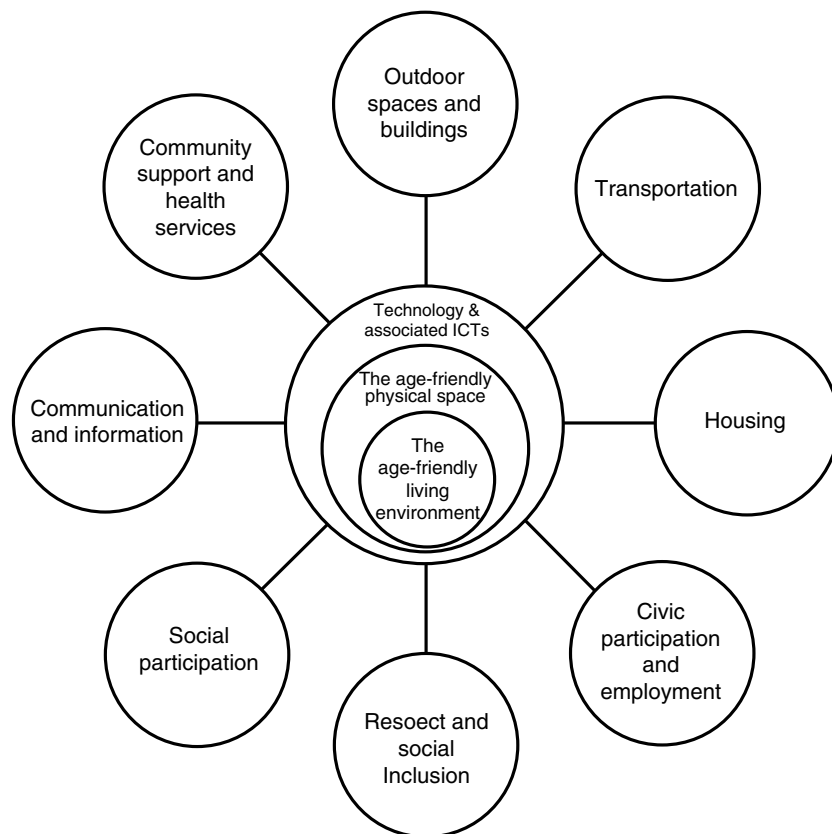 Outdoor
spaces and
buildings
Transportation
Housing
Civic
participation
and
employment
Resoect and
social
Inclusion
Social
participation
Communication
and information
Community
support and
health
services
Technology &
associated ICTs
The age-friendly
physical space
The
age-friendly
living
environment